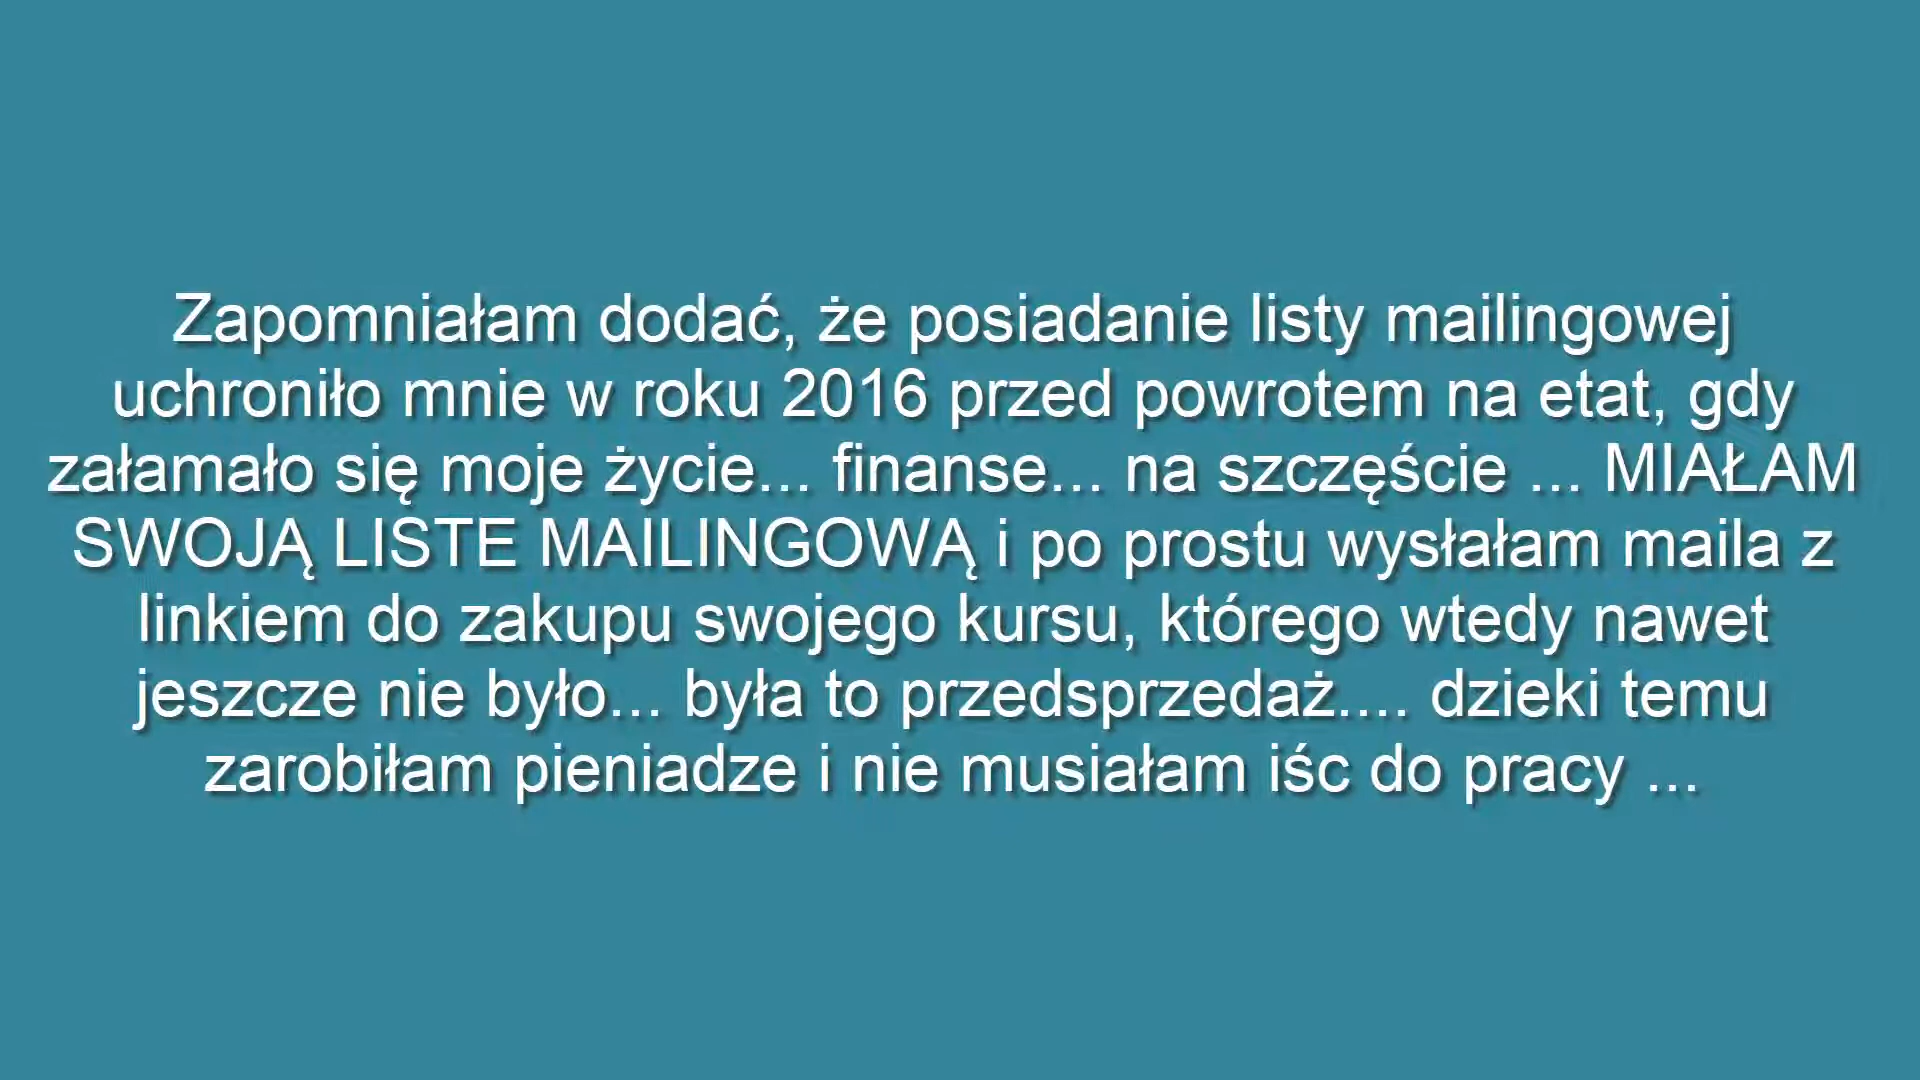 Zapomniałam dodać, że posiadanie listy mailingowej
uchroniło mnie w roku 2016 przed powrotem na etat, gdy
załamało się moje życie... finanse... na szczęście ... MIAŁAM
SWOJĄ LISTE MAILINGOWĄ i po prostu wysłałam maila z
linkiem do zakupu swojego kursu, którego wtedy nawet
jeszcze nie było... była to przedsprzedaż.... dzieki temu
zarobiłam pieniadze i nie musiałam iśc do pracy ...